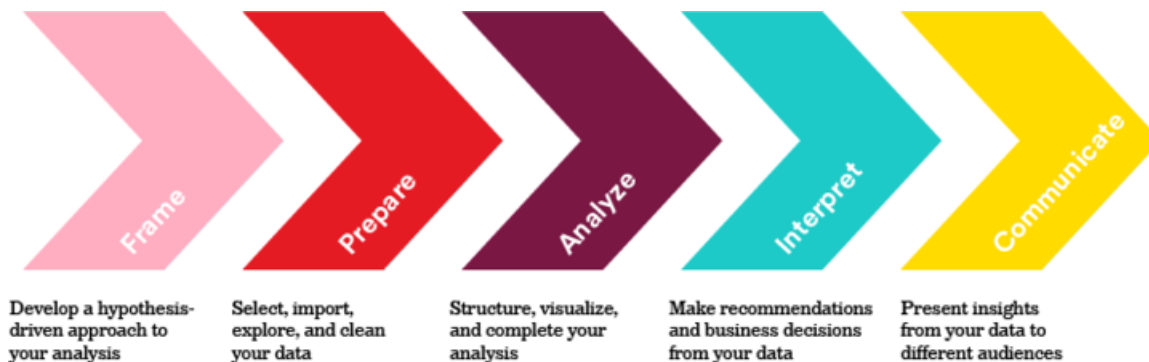 Frame
Prepare
Analyze
Interpret
Communicate
Develop a hypothesis-
driven approach to
your analysis
Select, import,
explore, and clean
your data
Structure, visualize,
and complete your
analysis
Make recommendations
and business decisions
from your data
Present insights
from your data to
different audiences